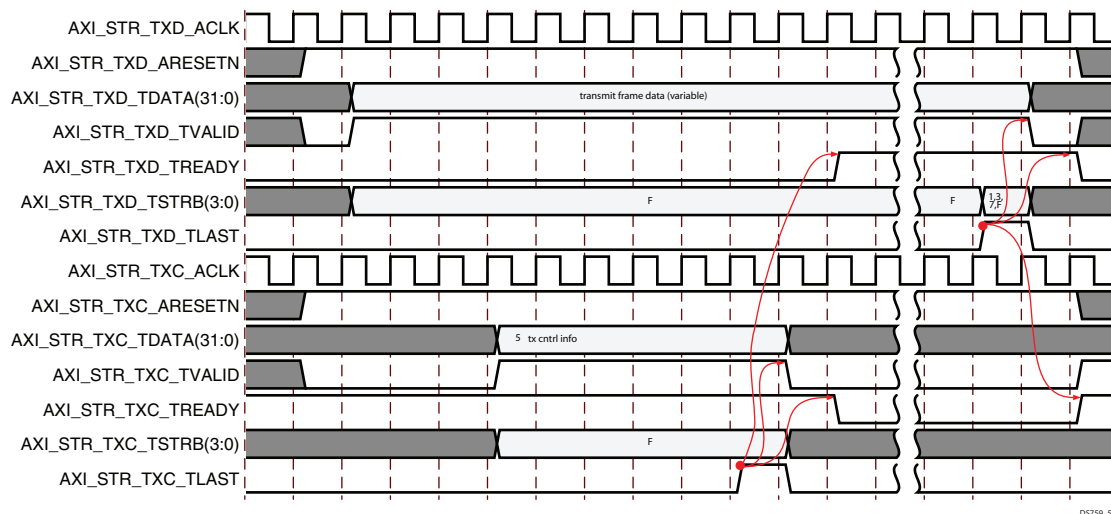 AXI_STR_TXD_ACLK
AXI_STR_TXD_ARESETN
AXI_STR_TXD_TDATA(31:0) transmit frame data (variable)
AXI_STR_TXD_TVALID
AXI_STR_TXD_TREADY
AXI_STR_TXD_TSTRB(3:0) F F 1,3,
7,F
AXI_STR_TXD_TLAST
AXI_STR_TXC_ACLK
AXI_STR_TXC_ARESETN
AXI_STR_TXC_TDATA(31:0) 5 tx cntrl info
AXI_STR_TXC_TVALID
AXI_STR_TXC_TREADY
AXI_STR_TXC_TSTRB(3:0) F
AXI_STR_TXC_TLAST